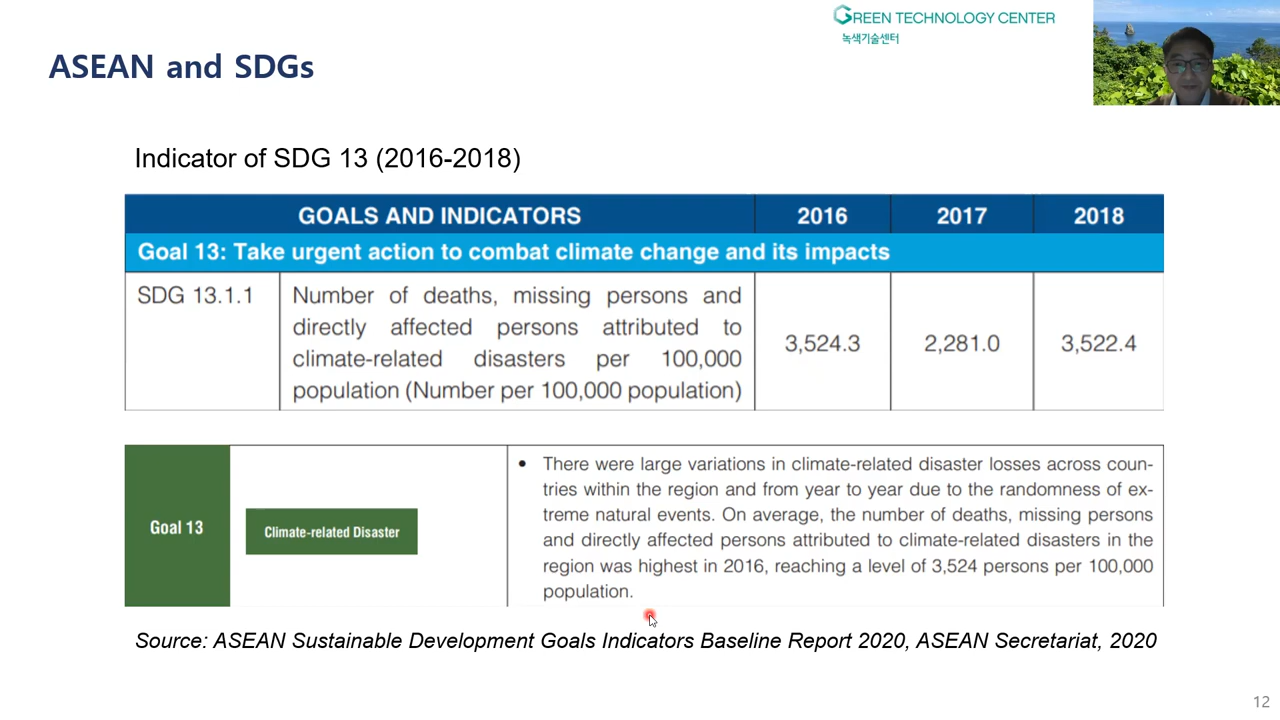 GREEN TECHNOLOGY CENTER
녹색기술센터
ASEAN and SDGs
Indicator of SDG 13 (2016-2018)
GOALS AND INDICATORS 2016 2017 2018
Goal 13: Take urgent action to combat climate change and its impacts
SDG 13.1.1 Number of deaths, missing persons and
directly affected persons attributed to
climate-related disasters per 100,000
population (Number per 100,000 population)
3,524.3 2,281.0 3,522.4
Goal 13
Climate-related Disaster
• There were large variations in climate-related disaster losses across coun-
tries within the region and from year to year due to the randomness of ex-
treme natural events. On average, the number of deaths, missing persons
and directly affected persons attributed to climate-related disasters in the
region was highest in 2016, reaching a level of 3,524 persons per 100,000
population.
Source: ASEAN Sustainable Development Goals Indicators Baseline Report 2020, ASEAN Secretariat, 2020
12